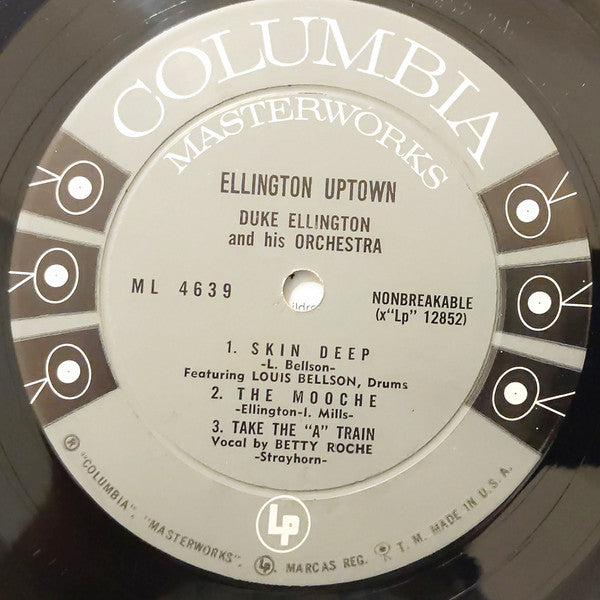 COLUMBIA
MASTERWORKS
ELLINGTON UPTOWN
DUKE ELLINGTON
and his ORCHESTRA
ML 4639
NONBREAKABLE
(x"Lp" 12852)
1. SKIN DEEP
-L. Bellson-
Featuring LOUIS BELLSON, Drums
2. THE MOOCHE
-Ellington-I. Mills-
3. TAKE THE "A" TRAIN
Vocal by BETTY ROCHE
-Strayhorn-
Lp
® "COLUMBIA", "MASTERWORKS", MARCAS REG. T. M. MADE IN U.S.A.